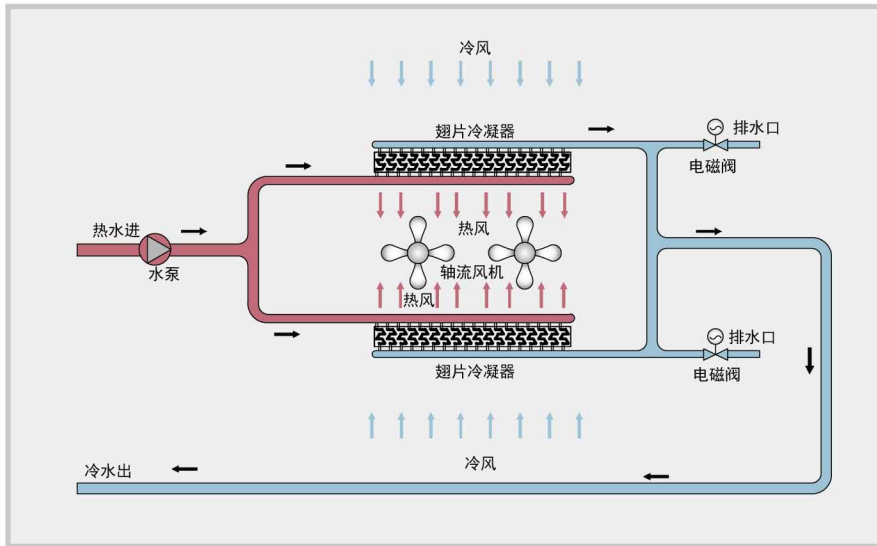 冷风
翅片冷凝器
排水口
电磁阀
热水进
热风
水泵
轴流风机
热风
排水口
翅片冷凝器
电磁阀
冷水出
冷风